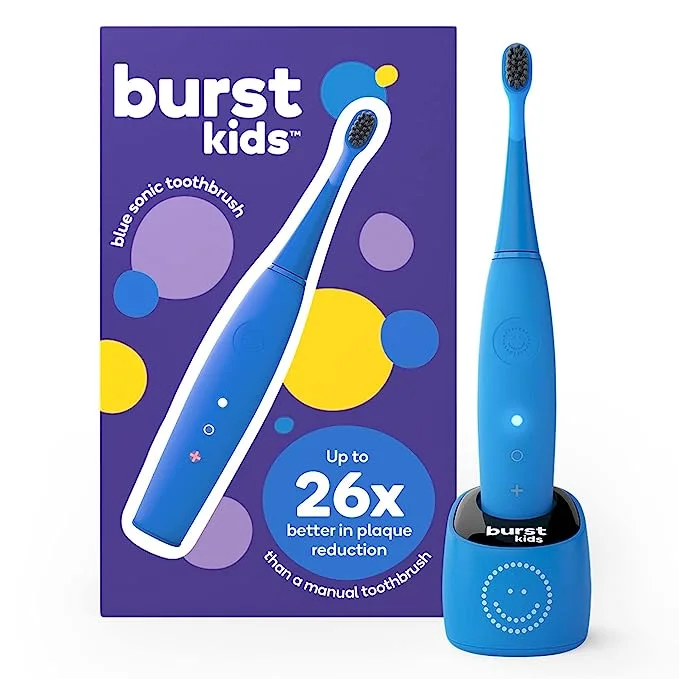 burst
kids™
blue sonic toothbrush
Up to
26x
better in plaque
reduction
than a manual toothbrush
burst
kids